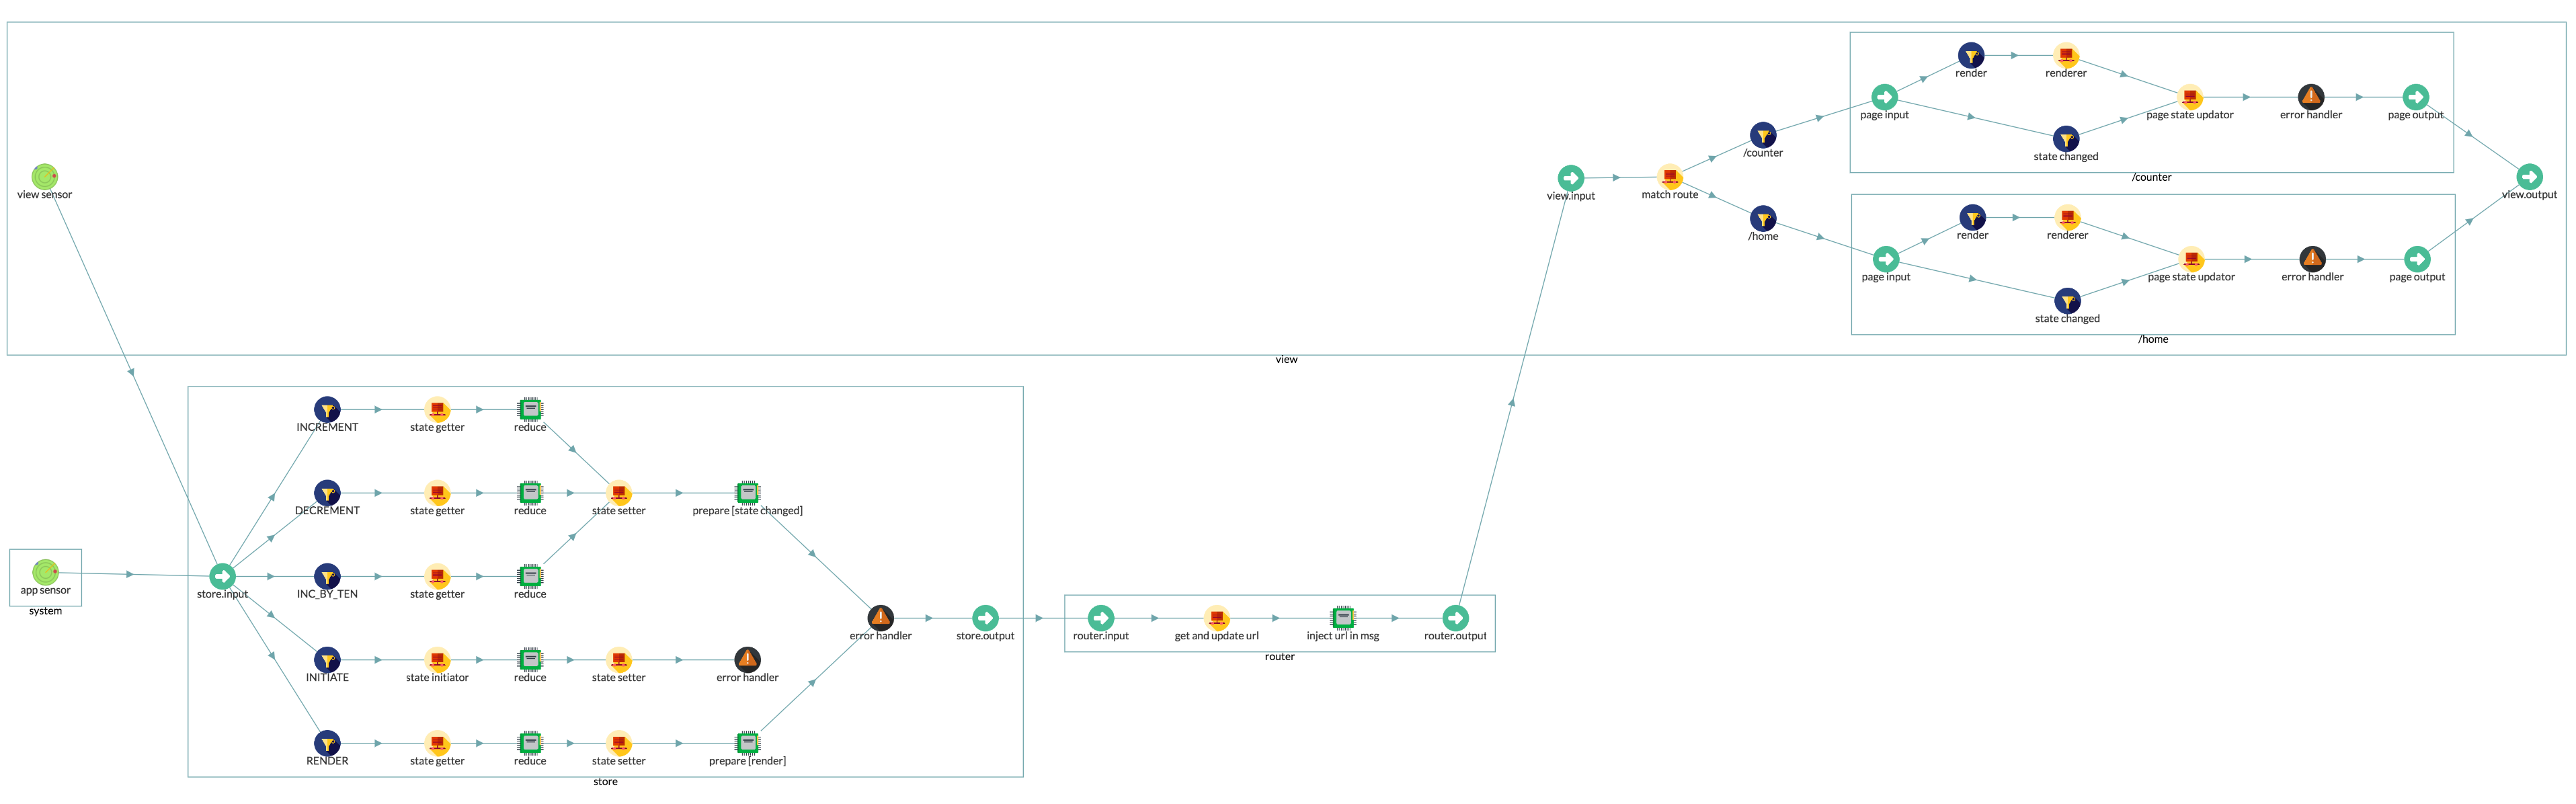 render
renderer
page input
page state updator
error handler
page output
state changed
/counter
/counter
view sensor
view.input
match route
view.output
/home
render
renderer
page input
page state updator
error handler
page output
state changed
/home
view
INCREMENT
state getter
reduce
DECREMENT
state getter
reduce
state setter
prepare [state changed]
app sensor
system
store.input
INC_BY_TEN
state getter
reduce
error handler
store.output
router.input
get and update url
inject url in msg
router.output
router
INITIATE
state initiator
reduce
state setter
error handler
RENDER
state getter
reduce
state setter
prepare [render]
store